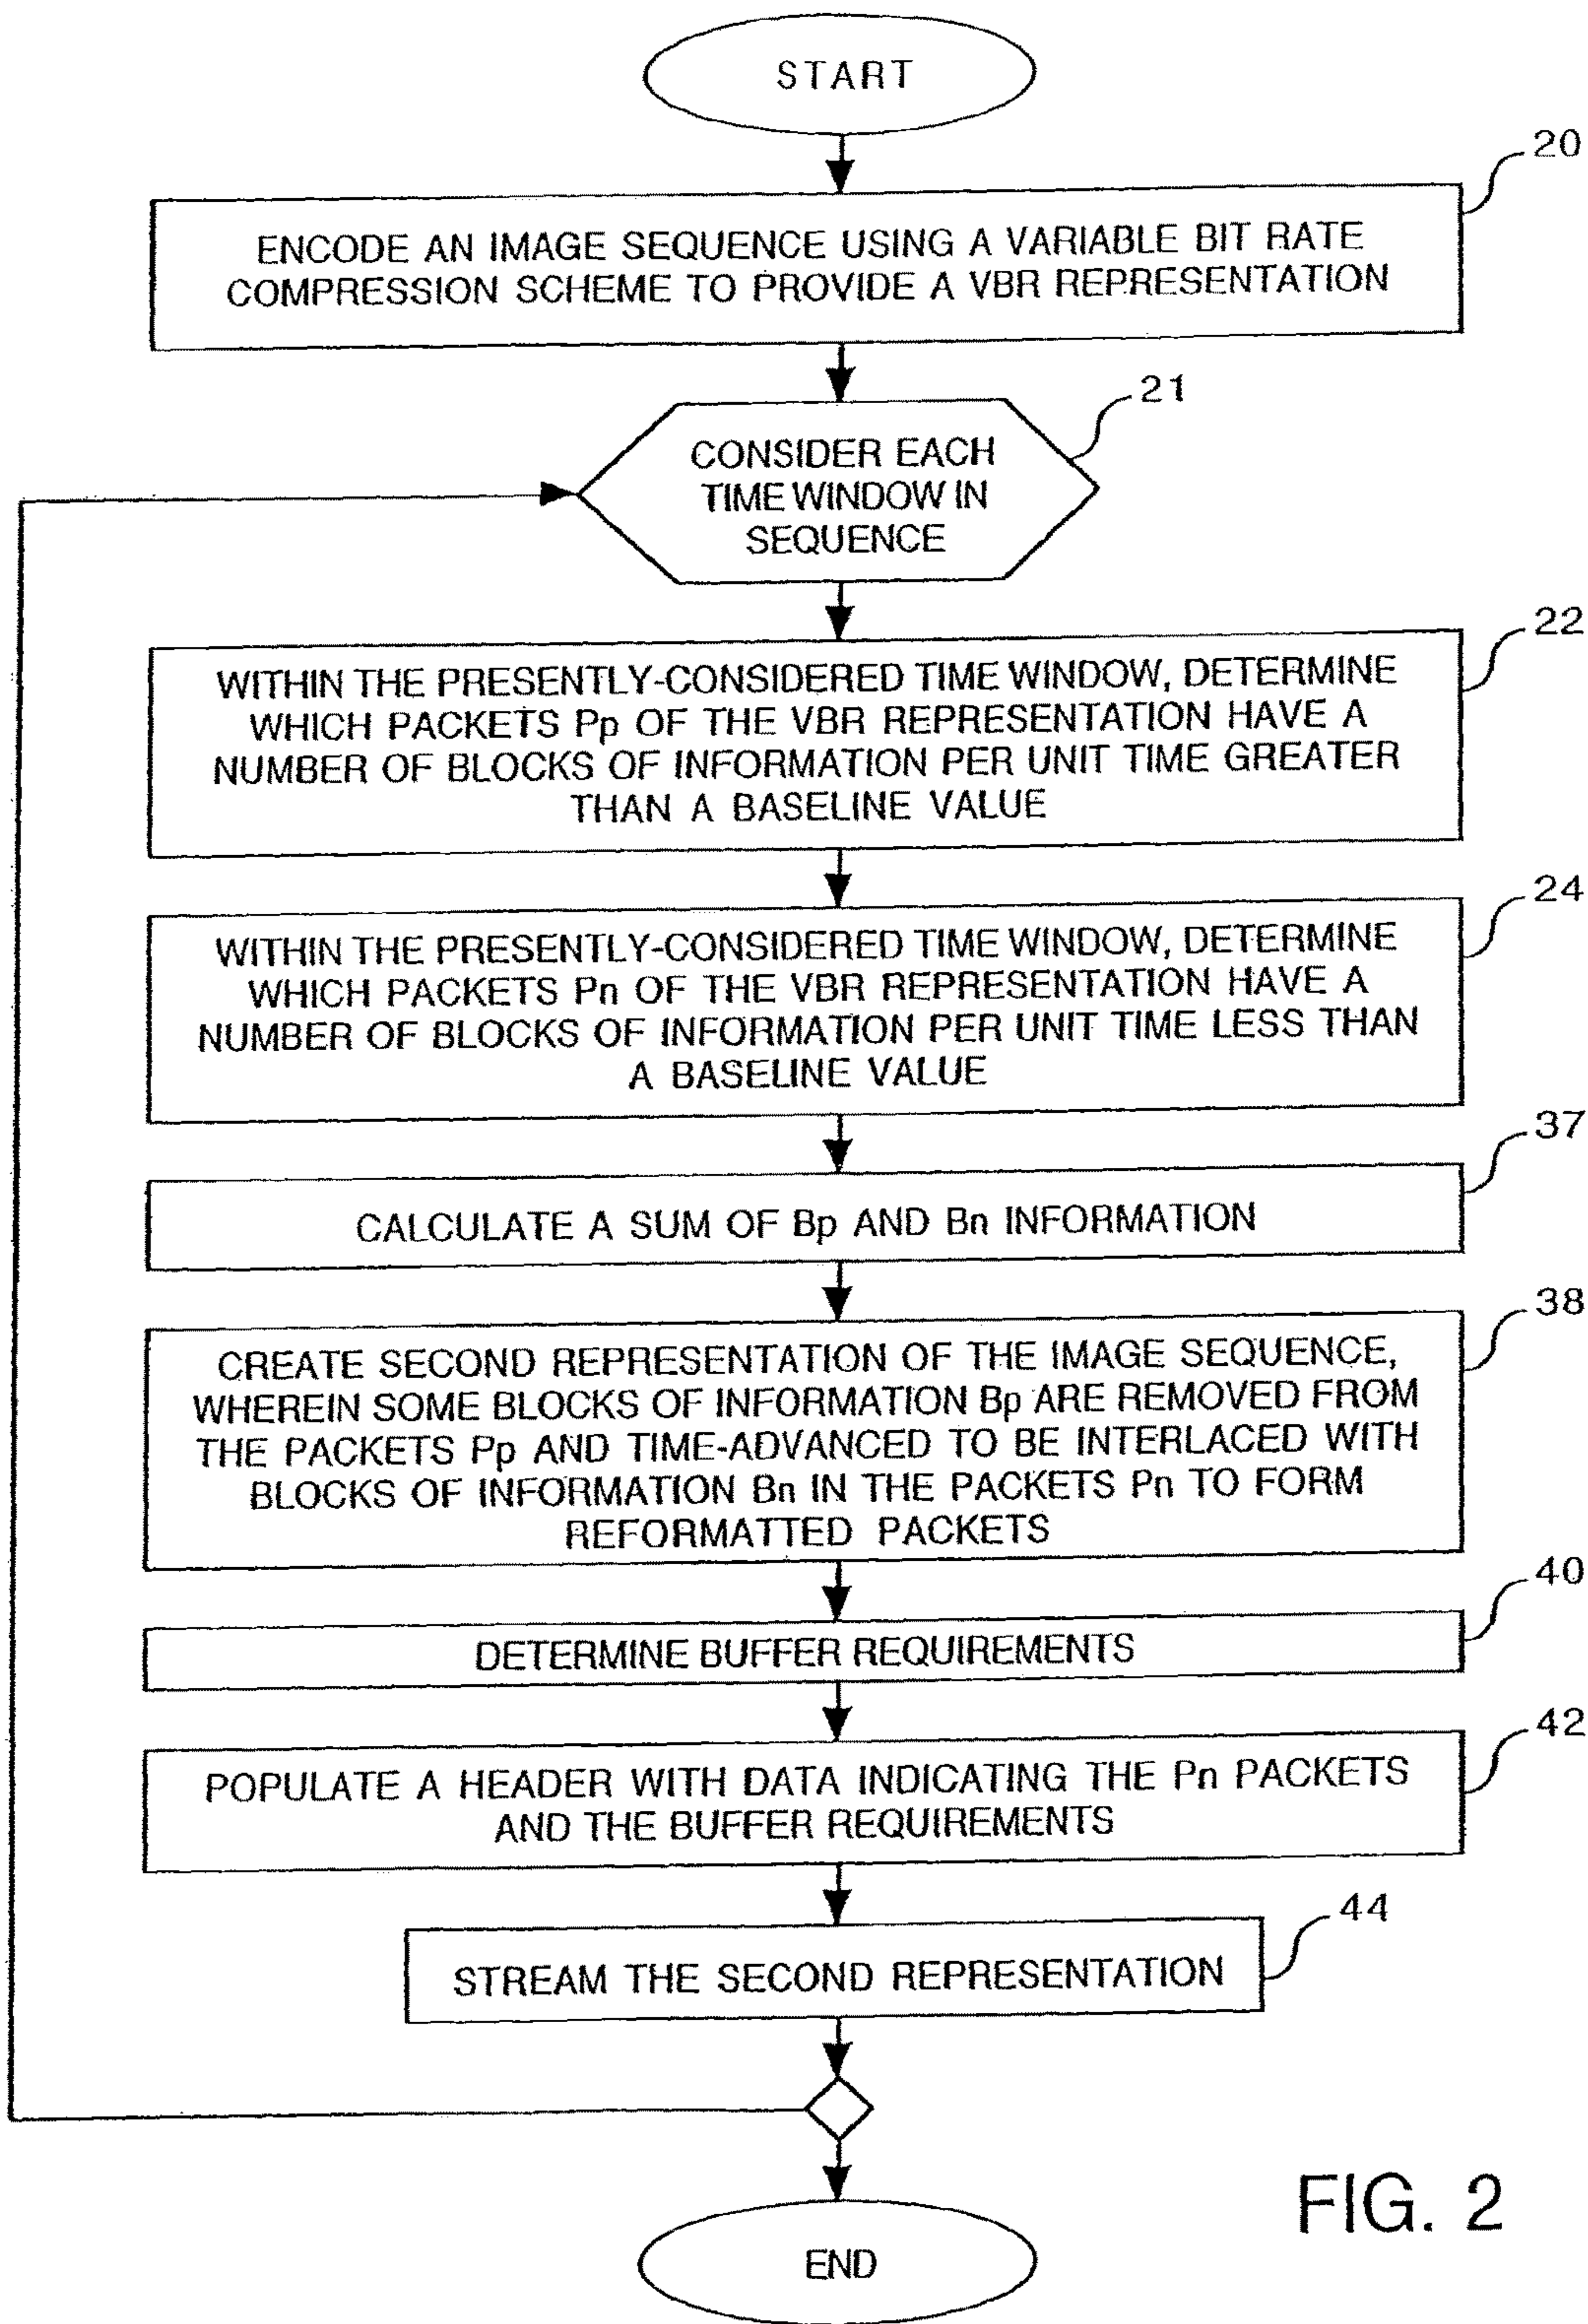 START
20
ENCODE AN IMAGE SEQUENCE USING A VARIABLE BIT RATE
COMPRESSION SCHEME TO PROVIDE A VBR REPRESENTATION
21
CONSIDER EACH
TIME WINDOW IN
SEQUENCE
22
WITHIN THE PRESENTLY-CONSIDERED TIME WINDOW, DETERMINE
WHICH PACKETS Pp OF THE VBR REPRESENTATION HAVE A
NUMBER OF BLOCKS OF INFORMATION PER UNIT TIME GREATER
THAN A BASELINE VALUE
24
WITHIN THE PRESENTLY-CONSIDERED TIME WINDOW, DETERMINE
WHICH PACKETS Pn OF THE VBR REPRESENTATION HAVE A
NUMBER OF BLOCKS OF INFORMATION PER UNIT TIME LESS THAN
A BASELINE VALUE
37
CALCULATE A SUM OF Bp AND Bn INFORMATION
38
CREATE SECOND REPRESENTATION OF THE IMAGE SEQUENCE,
WHEREIN SOME BLOCKS OF INFORMATION Bp ARE REMOVED FROM
THE PACKETS Pp AND TIME-ADVANCED TO BE INTERLACED WITH
BLOCKS OF INFORMATION Bn IN THE PACKETS Pn TO FORM
REFORMATTED PACKETS
40
DETERMINE BUFFER REQUIREMENTS
42
POPULATE A HEADER WITH DATA INDICATING THE Pn PACKETS
AND THE BUFFER REQUIREMENTS
44
STREAM THE SECOND REPRESENTATION
END
FIG. 2